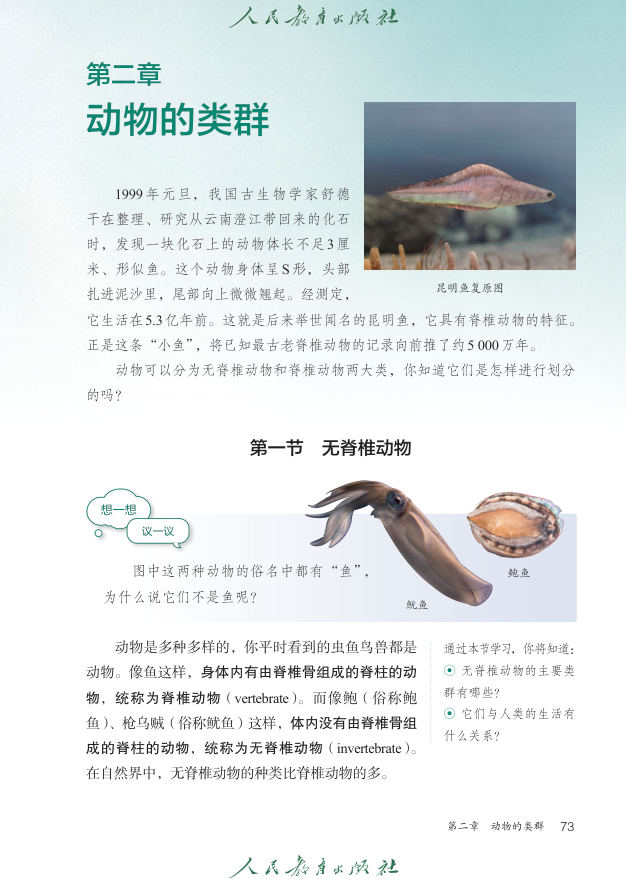 人民教育出版社
第二章
动物的类群
1999 年元旦，我国古生物学家舒德
干在整理、研究从云南澄江带回来的化石
时，发现一块化石上的动物体长不足 3 厘
米、形似鱼。这个动物身体呈 S 形，头部
扎进泥沙里，尾部向上微微翘起。经测定，
它生活在 5.3 亿年前。这就是后来举世闻名的昆明鱼，它具有脊椎动物的特征。
正是这条“小鱼”，将已知最古老脊椎动物的记录向前推了约 5 000 万年。
昆明鱼复原图
动物可以分为无脊椎动物和脊椎动物两大类，你知道它们是怎样进行划分
的吗？
第一节 无脊椎动物
想一想
议一议
图中这两种动物的俗名中都有“鱼”，
为什么说它们不是鱼呢？
鱿鱼
鲍鱼
动物是多种多样的，你平时看到的虫鱼鸟兽都是
动物。像鱼这样，身体内有由脊椎骨组成的脊柱的动
物，统称为脊椎动物（vertebrate）。而像鲍（俗称鲍
鱼）、枪乌贼（俗称鱿鱼）这样，体内没有由脊椎骨组
成的脊柱的动物，统称为无脊椎动物（invertebrate）。
在自然界中，无脊椎动物的种类比脊椎动物的多。
通过本节学习，你将知道：
无脊椎动物的主要类
群有哪些？
它们与人类的生活有
什么关系？
第二章 动物的类群 73
人民教育出版社